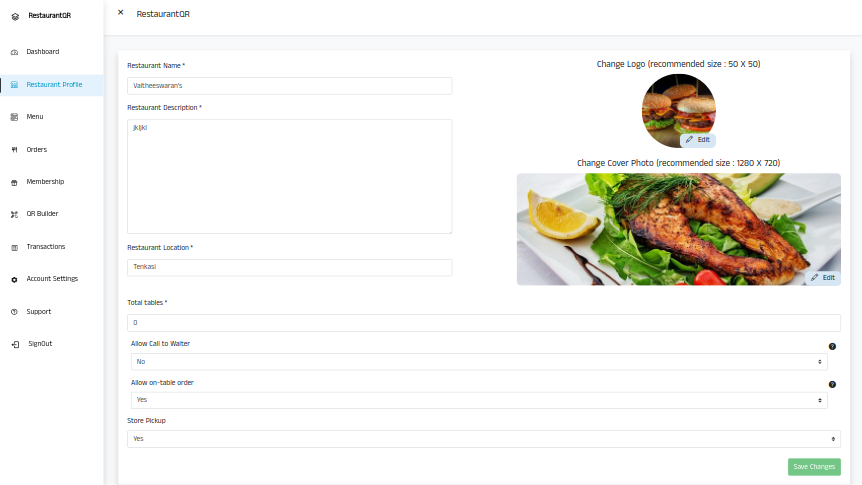 RestaurantQR
RestaurantQR
Dashboard
Restaurant Profile
Menu
Orders
Membership
QR Builder
Transactions
Account Settings
Support
SignOut
Restaurant Name *
Vaitheeswaran's
Restaurant Description *
jkljkl
Restaurant Location *
Tenkasi
Change Logo (recommended size : 50 X 50)
Edit
Change Cover Photo (recommended size : 1280 X 720)
Edit
Total tables *
0
Allow Call to Waiter
?
No
Allow on-table order
?
Yes
Store Pickup
Yes
Save Changes